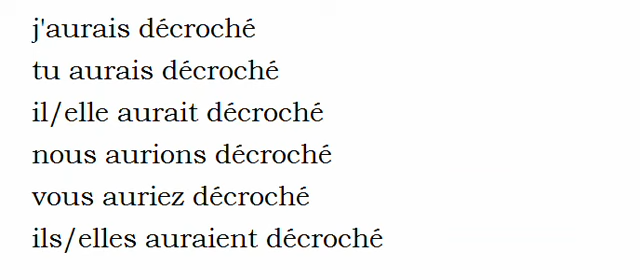 j'aurais décroché
tu aurais décroché
il/elle aurait décroché
nous aurions décroché
vous auriez décroché
ils/elles auraient décroché